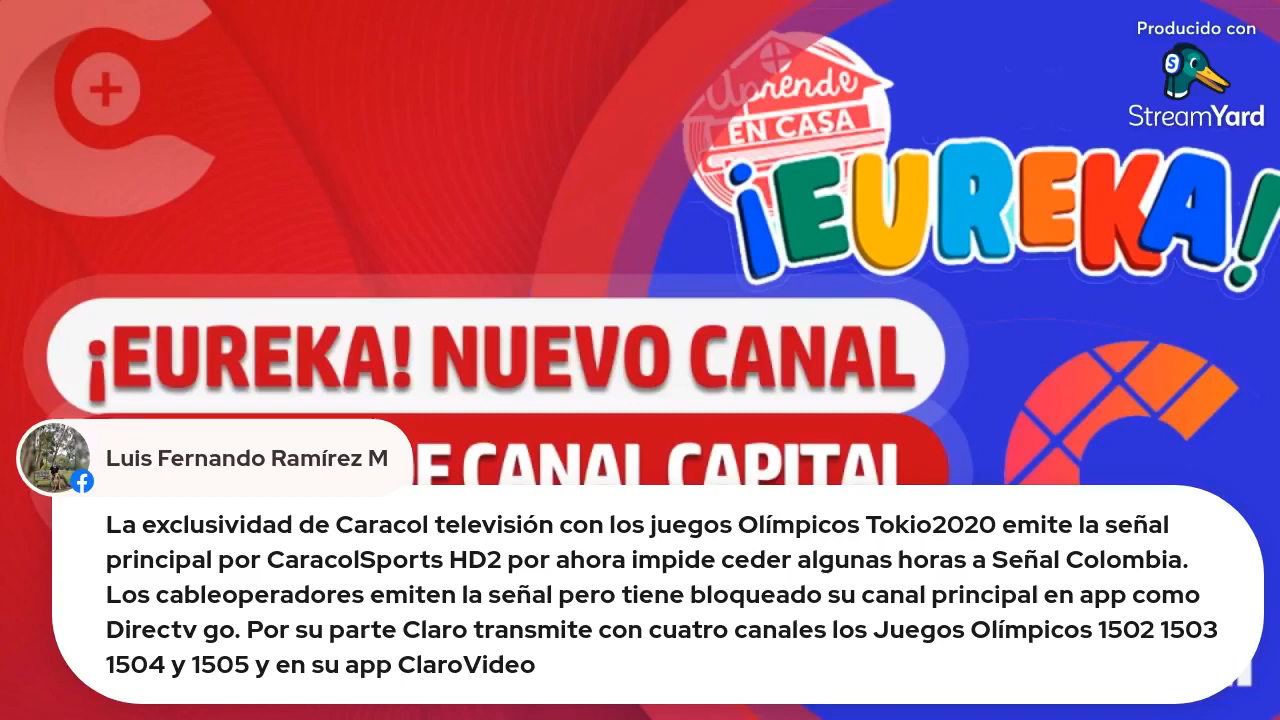 Producido con
StreamYard
Aprende
EN CASA
¡EUREKA!
¡EUREKA! NUEVO CANAL
DE CANAL CAPITAL
Luis Fernando Ramírez M
La exclusividad de Caracol televisión con los juegos Olímpicos Tokio2020 emite la señal
principal por CaracolSports HD2 por ahora impide ceder algunas horas a Señal Colombia.
Los cableoperadores emiten la señal pero tiene bloqueado su canal principal en app como
Directv go. Por su parte Claro transmite con cuatro canales los Juegos Olímpicos 1502 1503
1504 y 1505 y en su app ClaroVideo